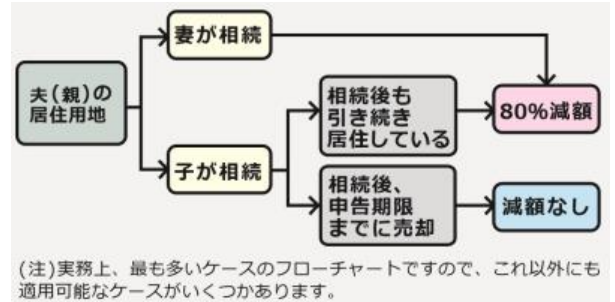 夫(親)の
居住用地
妻が相続
子が相続
相続後も
引き続き
居住している
相続後、
申告期限
までに売却
80%減額
減額なし
(注)実務上、最も多いケースのフローチャートですので、これ以外にも
適用可能なケースがいくつかあります。